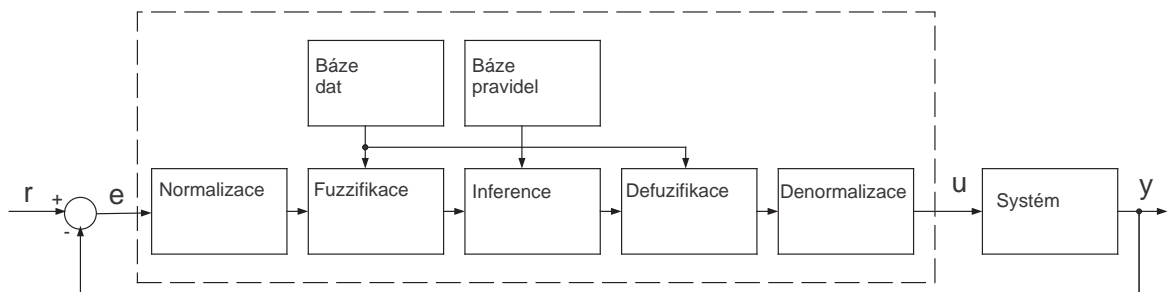 Báze
dat
Báze
pravidel
r
+
-
e
Normalizace
Fuzzifikace
Inference
Defuzifikace
Denormalizace
u
Systém
y